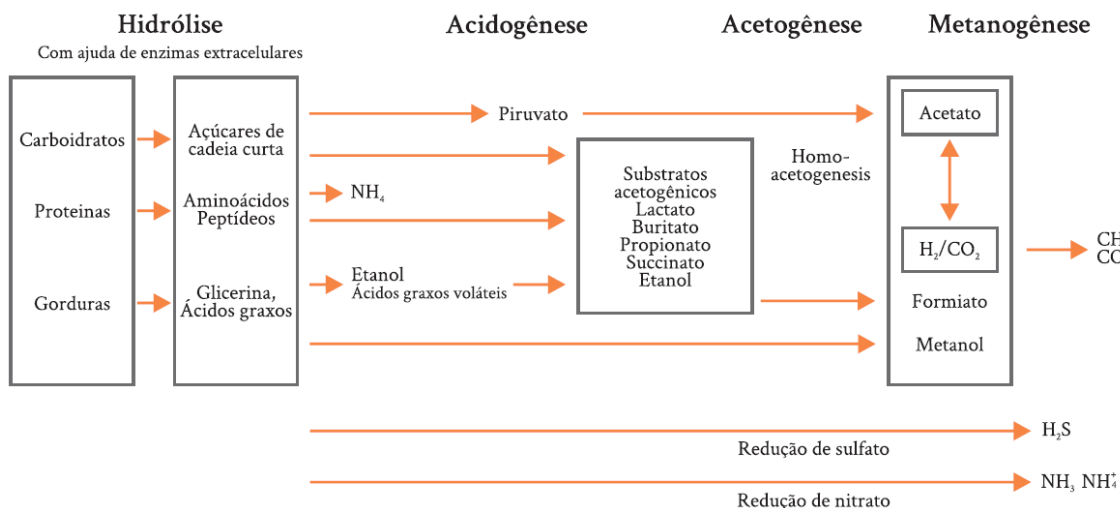 Hidrólise
Com ajuda de enzimas extracelulares
Acidogênese
Acetogênese
Metanogênese
Carboidratos
Proteinas
Gorduras
Açúcares de
cadeia curta
Aminoácidos
Peptídeos
Glicerina,
Ácidos graxos
Piruvato
NH₄
Etanol
Ácidos graxos voláteis
Substratos
acetogênicos
Lactato
Buritato
Propionato
Succinato
Etanol
Homo-
acetogenesis
Acetato
H₂/CO₂
Formiato
Metanol
CH
CO
Redução de sulfato
H₂S
Redução de nitrato
NH₃ NH₄⁺